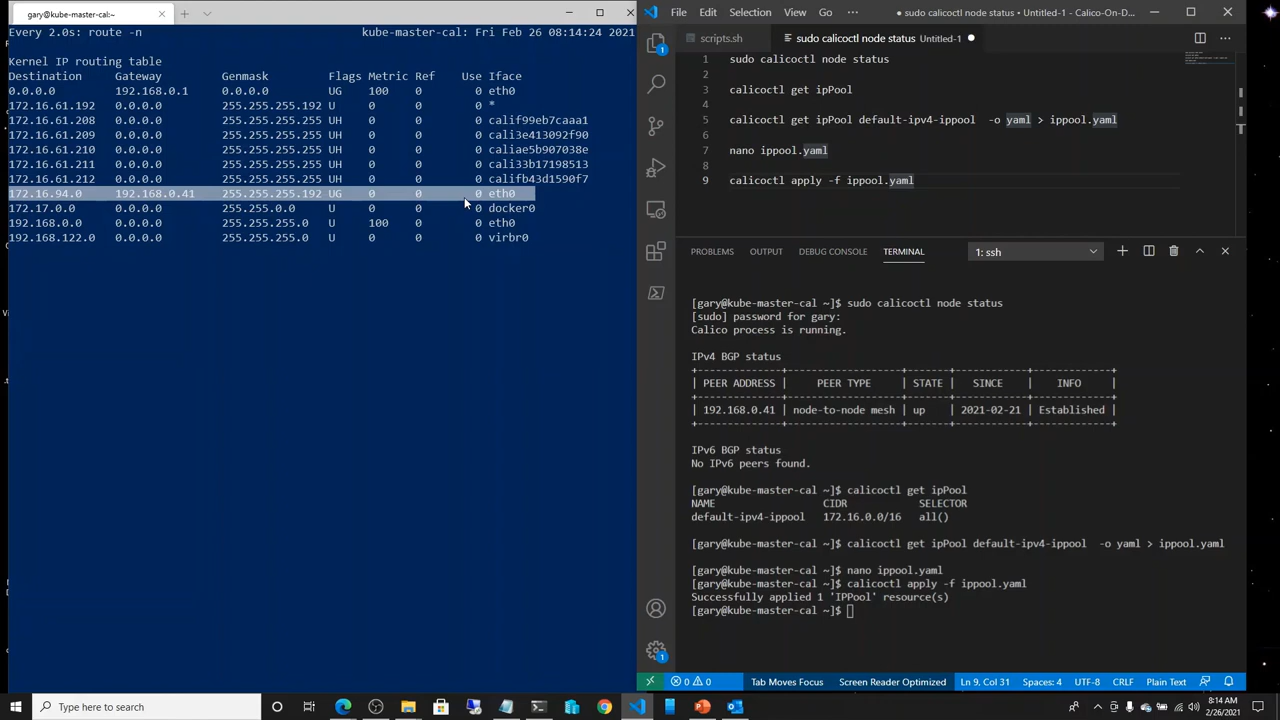 gary@kube-master-cal:~
Every 2.0s: route -n
kube-master-cal: Fri Feb 26 08:14:24 2021
Kernel IP routing table
Destination Gateway Genmask Flags Metric Ref Use Iface
0.0.0.0 192.168.0.1 0.0.0.0 UG 100 0 0 eth0
172.16.61.192 0.0.0.0 255.255.255.192 U 0 0 0 *
172.16.61.208 0.0.0.0 255.255.255.255 UH 0 0 0 calif99eb7caaa1
172.16.61.209 0.0.0.0 255.255.255.255 UH 0 0 0 cali3e413092f90
172.16.61.210 0.0.0.0 255.255.255.255 UH 0 0 0 caliae5b907038e
172.16.61.211 0.0.0.0 255.255.255.255 UH 0 0 0 cali33b17198513
172.16.61.212 0.0.0.0 255.255.255.255 UH 0 0 0 califb43d1590f7
172.16.94.0 192.168.0.41 255.255.255.192 UG 0 0 0 eth0
172.17.0.0 0.0.0.0 255.255.0.0 U 0 0 0 docker0
192.168.0.0 0.0.0.0 255.255.255.0 U 100 0 0 eth0
192.168.122.0 0.0.0.0 255.255.255.0 U 0 0 0 virbr0
File Edit Selection View Go ··· ● sudo calicoctl node status • Untitled-1 • Calico-On-D...
scripts.sh
sudo calicoctl node status Untitled-1 ●
1 sudo calicoctl node status
2
3 calicoctl get ipPool
4
5 calicoctl get ipPool default-ipv4-ippool -o yaml > ippool.yaml
6
7 nano ippool.yaml
8
9 calicoctl apply -f ippool.yaml
PROBLEMS OUTPUT DEBUG CONSOLE TERMINAL 1: ssh
[gary@kube-master-cal ~]$ sudo calicoctl node status
[sudo] password for gary:
Calico process is running.
IPv4 BGP status
+--------------+-------------------+-------+------------+-------------+
| PEER ADDRESS | PEER TYPE | STATE | SINCE | INFO |
+--------------+-------------------+-------+------------+-------------+
| 192.168.0.41 | node-to-node mesh | up | 2021-02-21 | Established |
+--------------+-------------------+-------+------------+-------------+
IPv6 BGP status
No IPv6 peers found.
[gary@kube-master-cal ~]$ calicoctl get ipPool
NAME CIDR SELECTOR
default-ipv4-ippool 172.16.0.0/16 all()
[gary@kube-master-cal ~]$ calicoctl get ipPool default-ipv4-ippool -o yaml > ippool.yaml
[gary@kube-master-cal ~]$ nano ippool.yaml
[gary@kube-master-cal ~]$ calicoctl apply -f ippool.yaml
Successfully applied 1 'IPPool' resource(s)
[gary@kube-master-cal ~]$
0 0 Tab Moves Focus Screen Reader Optimized Ln 9, Col 31 Spaces: 4 UTF-8 CRLF Plain Text
Type here to search
8:14 AM
2/26/2021